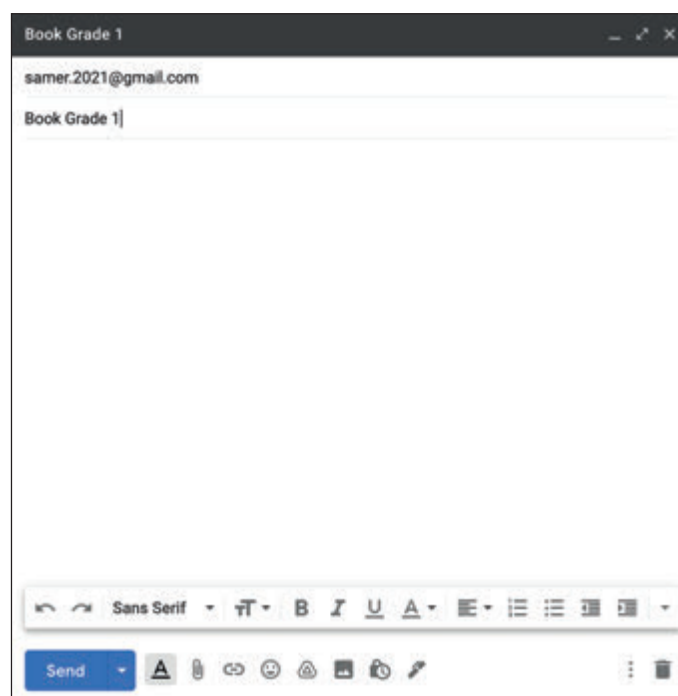 Book Grade 1
samer.2021@gmail.com
Book Grade 1
Sans Serif
B I U A
Send A